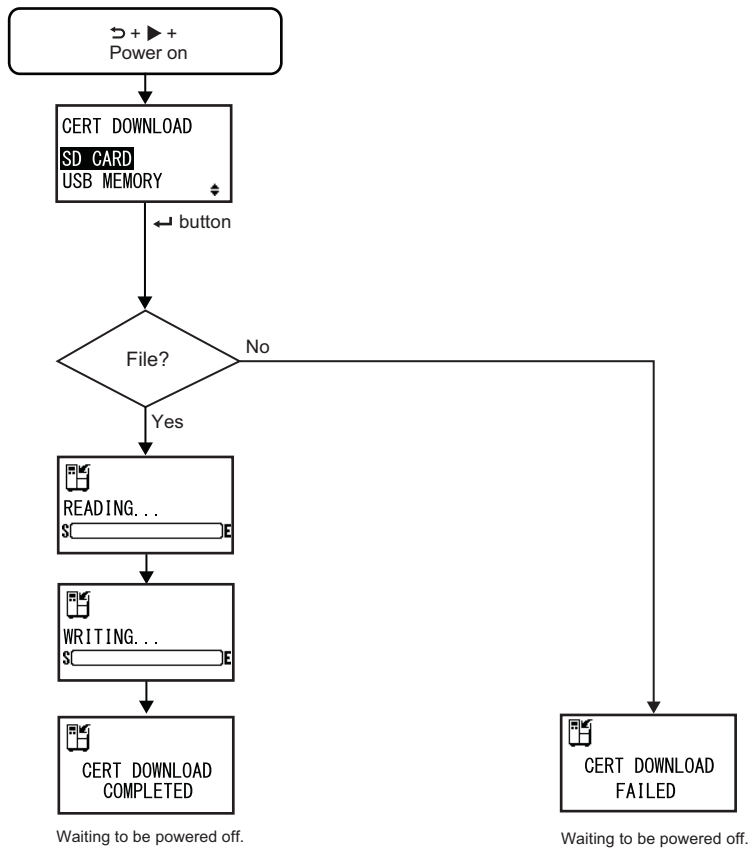 ⮌ + ▶ +
Power on
CERT DOWNLOAD
SD CARD
USB MEMORY
↵ button
File?
No
Yes
READING...
S E
WRITING...
S E
CERT DOWNLOAD
COMPLETED
Waiting to be powered off.
CERT DOWNLOAD
FAILED
Waiting to be powered off.